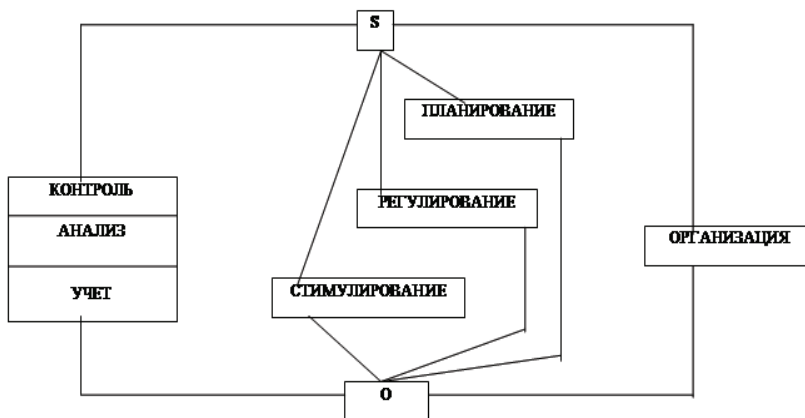 S
ПЛАНИРОВАНИЕ
КОНТРОЛЬ
РЕГУЛИРОВАНИЕ
АНАЛИЗ
ОРГАНИЗАЦИЯ
СТИМУЛИРОВАНИЕ
УЧЕТ
О